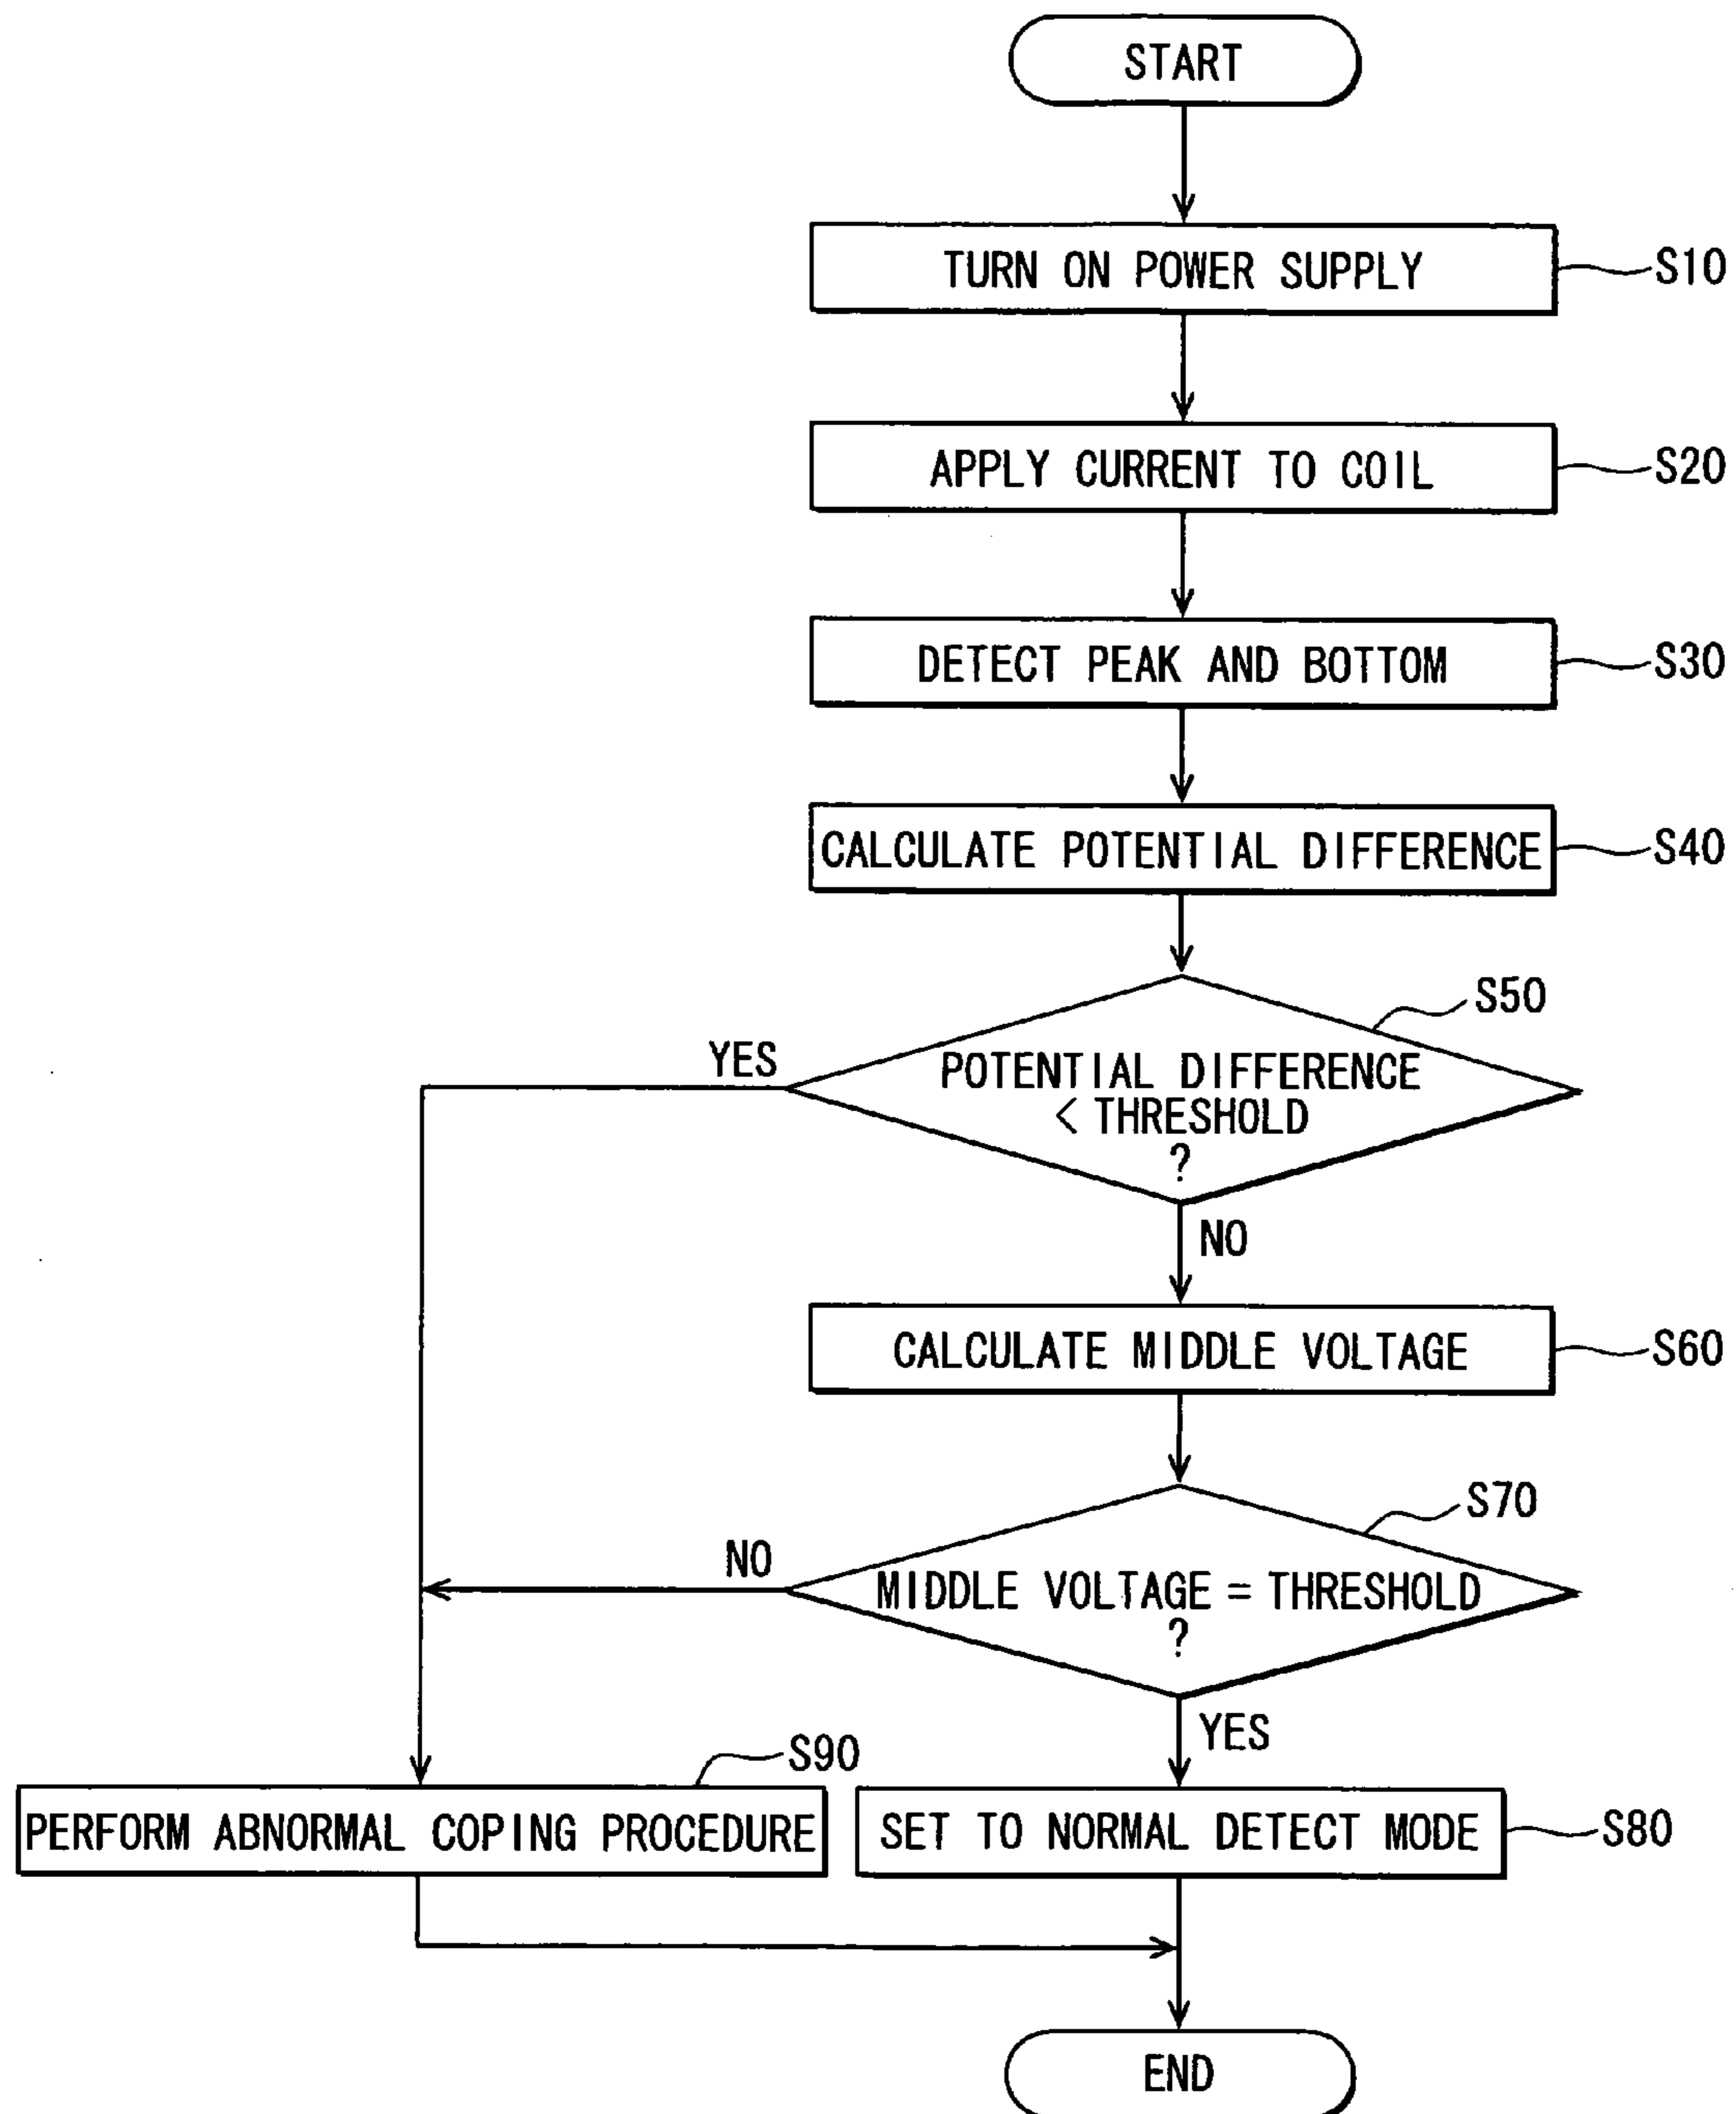 START
TURN ON POWER SUPPLY
S10
APPLY CURRENT TO COIL
S20
DETECT PEAK AND BOTTOM
S30
CALCULATE POTENTIAL DIFFERENCE
S40
S50
YES
POTENTIAL DIFFERENCE
< THRESHOLD
?
NO
CALCULATE MIDDLE VOLTAGE
S60
S70
NO
MIDDLE VOLTAGE = THRESHOLD
?
YES
S90
PERFORM ABNORMAL COPING PROCEDURE
SET TO NORMAL DETECT MODE
S80
END